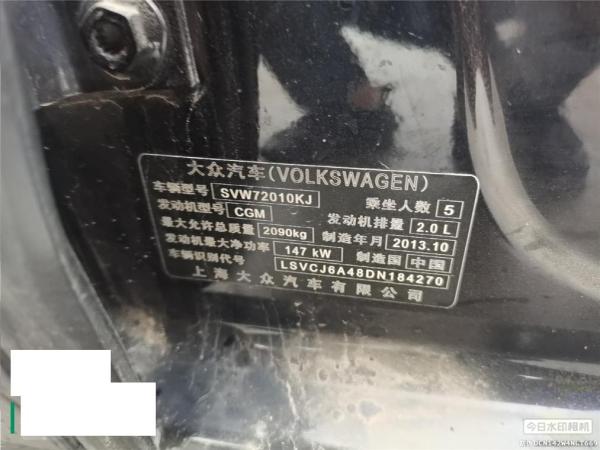 大众汽车(VOLKSWAGEN)
车辆型号 SVW72010KJ 乘坐人数 5
发动机型号 CGM 发动机排量 2.0 L
最大允许总质量 2090kg 制造年月 2013.10
发动机最大净功率 147 kW 制造国 中国
车辆识别代号 LSVCJ6A48DN184270
上海大众汽车有限公司
今日水印相机